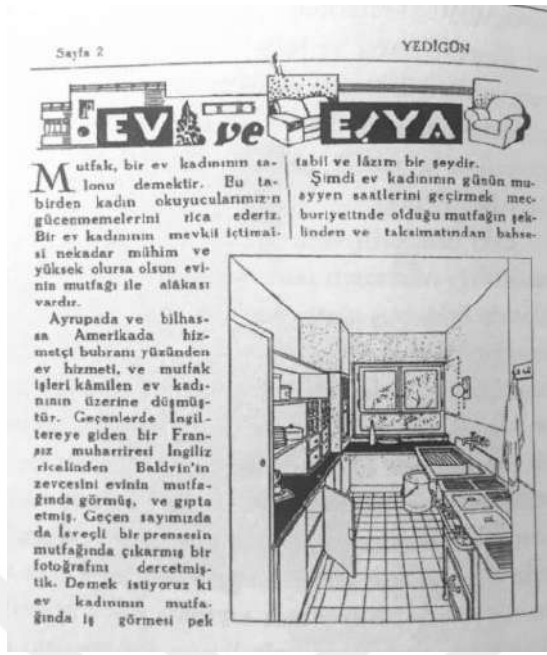 Sayfa 2
YEDİGÜN
EV ve EŞYA
Mutfak, bir ev kadınının sa-
lonu demektir. Bu ta-
birden kadın okuyucularımız'n
gücenmemelerini rica ederiz.
Bir ev kadınının mevkii içtimaî-
si nekadar mühim ve
yüksek olursa olsun evi-
nin mutfağı ile alâkası
vardır.
Avrupada ve bilhas-
sa Amerikada hiz-
metçi buhranı yüzünden
ev hizmeti, ve mutfak
işleri kâmilen ev kadı-
nının üzerine düşmüş-
tür. Geçenlerde İngil-
tereye giden bir Fran-
sız muharriresi İngiliz
ricalinden Baldvin'in
zevcesini evinin mutfa-
ğında görmüş, ve gıpta
etmiş. Geçen sayımızda
da İsveçli bir prensesin
mutfağında çıkarmış bir
fotoğrafını dercetmiş-
tik. Demek istiyoruz ki
ev kadınının mutfa-
ğında iş görmesi pek
tabiî ve lâzım bir şeydir.
Şimdi ev kadınının günün mu-
ayyen saatlerini geçirmek mec-
buriyetinde olduğu mutfağın şek-
linden ve taksimatından bahse-